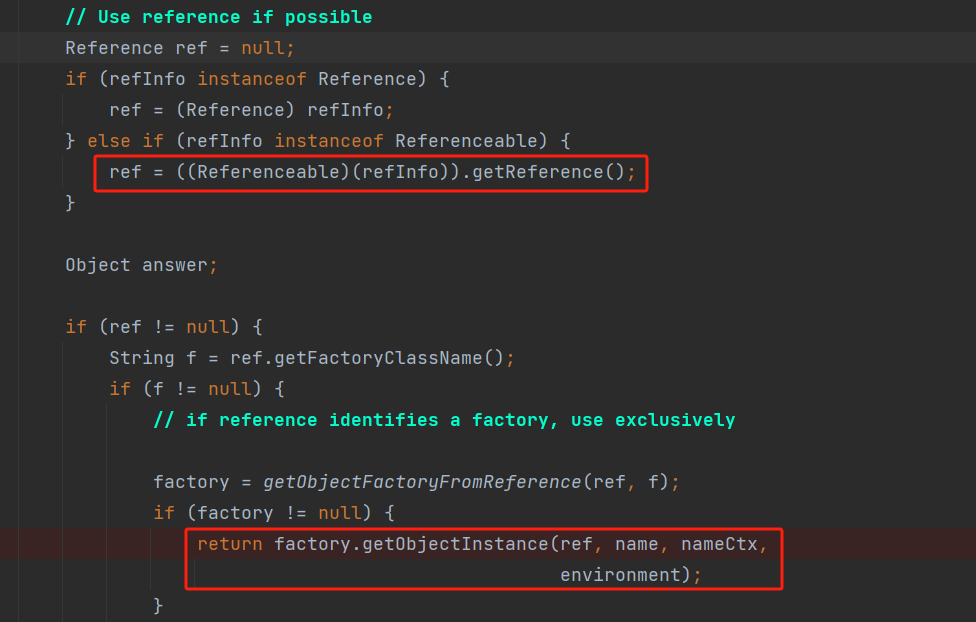 // Use reference if possible
Reference ref = null;
if (refInfo instanceof Reference) {
    ref = (Reference) refInfo;
} else if (refInfo instanceof Referenceable) {
    ref = ((Referenceable)(refInfo)).getReference();
}

Object answer;

if (ref != null) {
    String f = ref.getFactoryClassName();
    if (f != null) {
        // if reference identifies a factory, use exclusively

        factory = getObjectFactoryFromReference(ref, f);
        if (factory != null) {
            return factory.getObjectInstance(ref, name, nameCtx,
                                             environment);
        }